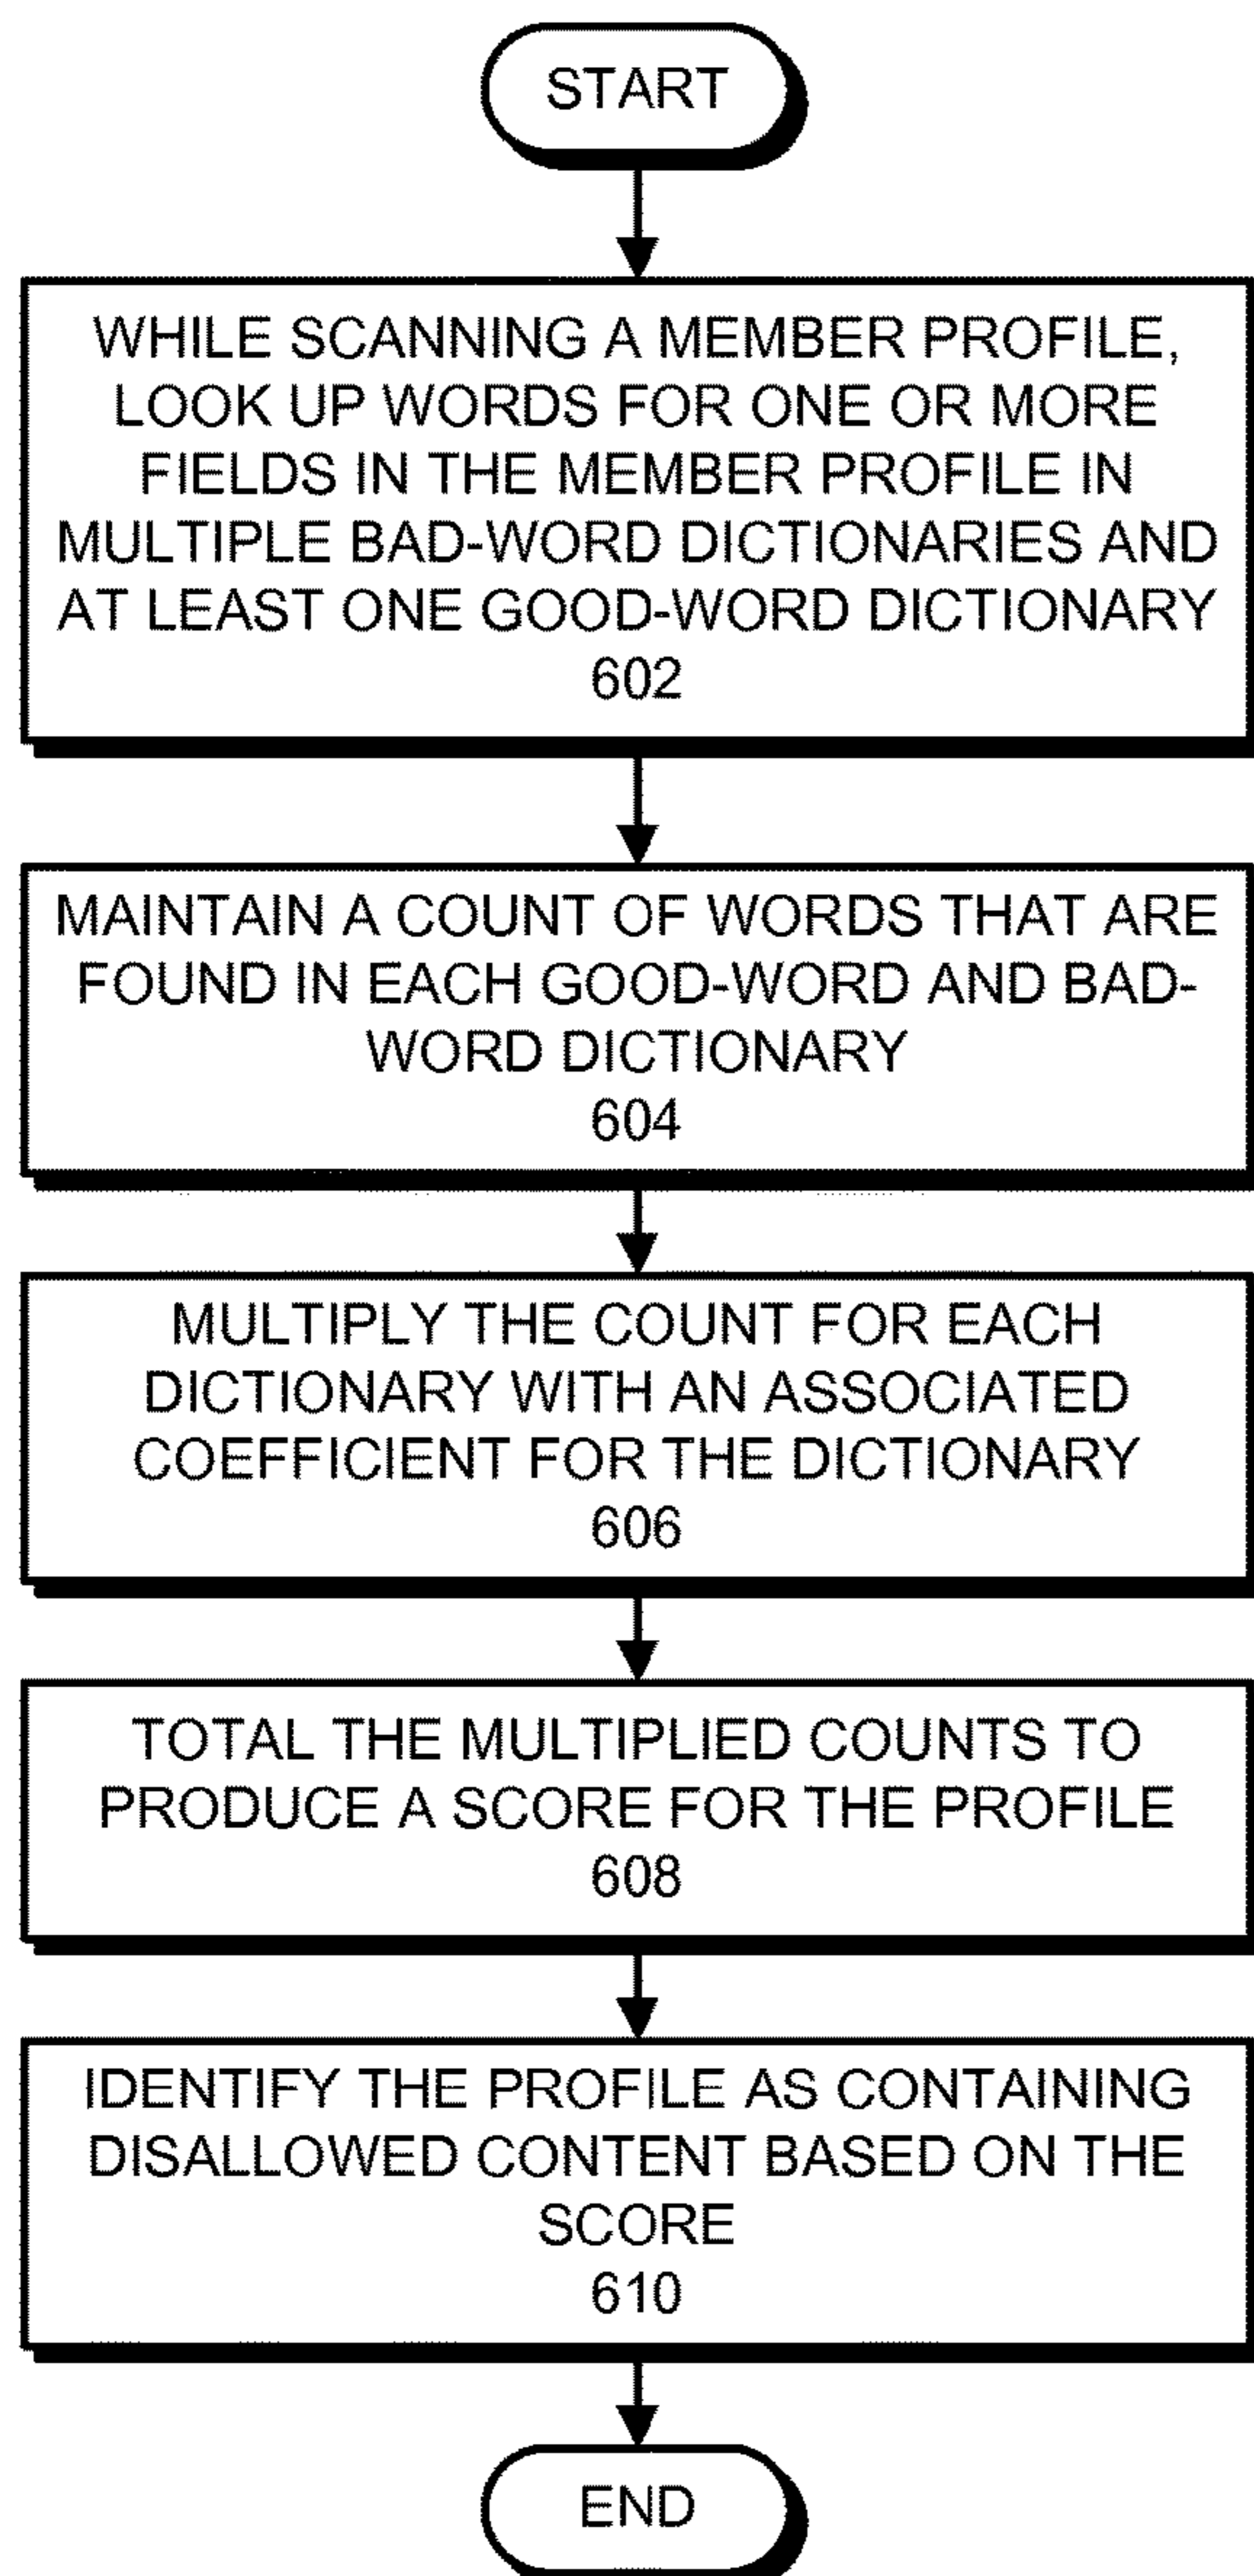 START
WHILE SCANNING A MEMBER PROFILE,
LOOK UP WORDS FOR ONE OR MORE
FIELDS IN THE MEMBER PROFILE IN
MULTIPLE BAD-WORD DICTIONARIES AND
AT LEAST ONE GOOD-WORD DICTIONARY
602
MAINTAIN A COUNT OF WORDS THAT ARE
FOUND IN EACH GOOD-WORD AND BAD-
WORD DICTIONARY
604
MULTIPLY THE COUNT FOR EACH
DICTIONARY WITH AN ASSOCIATED
COEFFICIENT FOR THE DICTIONARY
606
TOTAL THE MULTIPLIED COUNTS TO
PRODUCE A SCORE FOR THE PROFILE
608
IDENTIFY THE PROFILE AS CONTAINING
DISALLOWED CONTENT BASED ON THE
SCORE
610
END